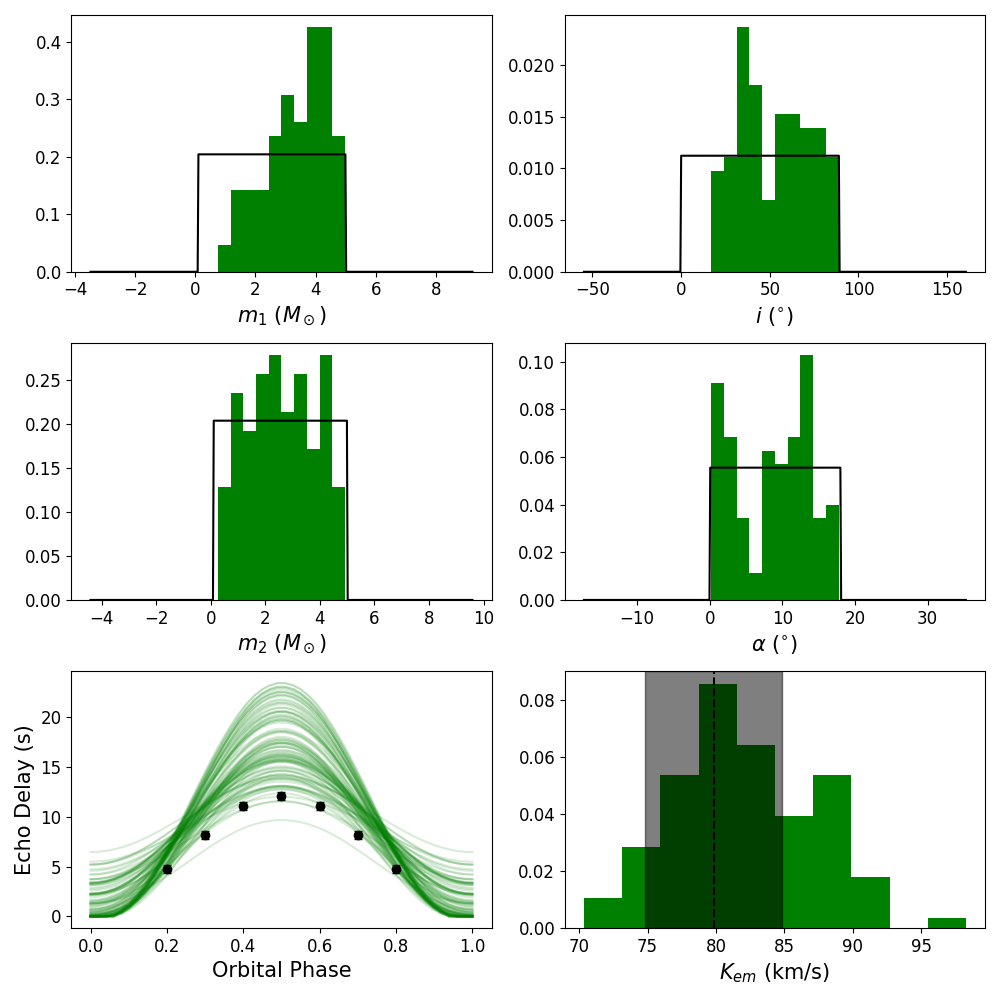 0.4
0.3
0.2
0.1
0.0
−4 −2 0 2 4 6 8
m₁ (M⊙)
0.020
0.015
0.010
0.005
0.000
−50 0 50 100 150
i (°)
0.25
0.20
0.15
0.10
0.05
0.00
−4 −2 0 2 4 6 8 10
m₂ (M⊙)
0.10
0.08
0.06
0.04
0.02
0.00
−10 0 10 20 30
α (°)
Echo Delay (s)
20
15
10
5
0
0.0 0.2 0.4 0.6 0.8 1.0
Orbital Phase
0.08
0.06
0.04
0.02
0.00
70 75 80 85 90 95
K_em (km/s)